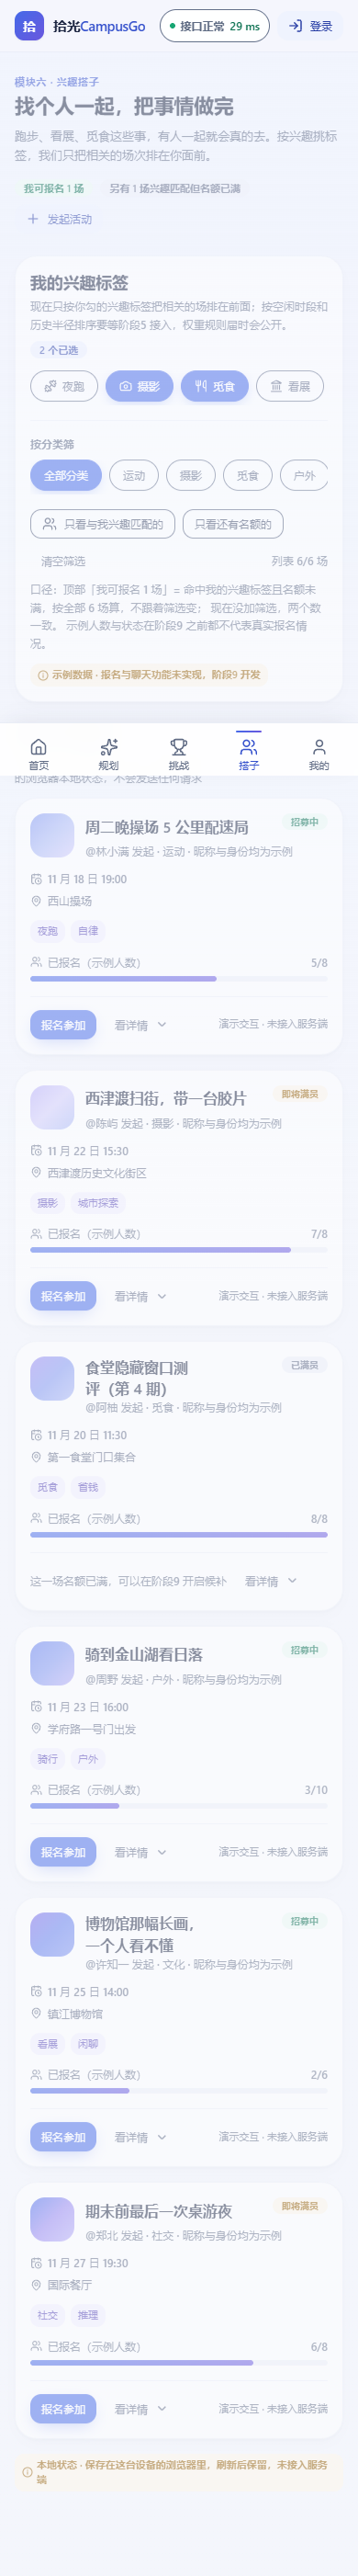 拾 拾光CampusGo 接口正常 29 ms 登录
模块六 · 兴趣搭子
找个人一起，把事情做完
跑步、看展、觅食这些事，有人一起就会真的去。按兴趣挑标
签，我们只把相关的场次排在你面前。
我可报名 1 场 另有 1 场兴趣匹配但名额已满
发起活动
我的兴趣标签
现在只按你勾的兴趣标签把相关的场排在前面；按空闲时段和
历史半径排序要等阶段5 接入，权重规则届时会公开。
2 个已选
夜跑 摄影 觅食 看展
按分类筛
全部分类 运动 摄影 觅食 户外
只看与我兴趣匹配的 只看还有名额的
清空筛选 列表 6/6 场
口径：顶部「我可报名 1 场」= 命中我的兴趣标签且名额未
满，按全部 6 场算，不跟着筛选变； 现在没加筛选，两个数
一致。 示例人数与状态在阶段9 之前都不代表真实报名情
况。
示例数据 · 报名与聊天功能未实现，阶段9 开发
首页 规划 挑战 搭子 我的
的浏览器本地状态，不会发送任何请求
周二晚操场 5 公里配速局 招募中
@林小满 发起 · 运动 · 昵称与身份均为示例
11 月 18 日 19:00
西山操场
夜跑 自律
已报名（示例人数） 5/8
报名参加 看详情 演示交互 · 未接入服务端
西津渡扫街，带一台胶片 即将满员
@陈屿 发起 · 摄影 · 昵称与身份均为示例
11 月 22 日 15:30
西津渡历史文化街区
摄影 城市探索
已报名（示例人数） 7/8
报名参加 看详情 演示交互 · 未接入服务端
食堂隐藏窗口测 已满员
评（第 4 期）
@阿柚 发起 · 觅食 · 昵称与身份均为示例
11 月 20 日 11:30
第一食堂门口集合
觅食 省钱
已报名（示例人数） 8/8
这一场名额已满，可以在阶段9 开启候补 看详情
骑到金山湖看日落 招募中
@周野 发起 · 户外 · 昵称与身份均为示例
11 月 23 日 16:00
学府路一号门出发
骑行 户外
已报名（示例人数） 3/10
报名参加 看详情 演示交互 · 未接入服务端
博物馆那幅长画， 招募中
一个人看不懂
@许知一 发起 · 文化 · 昵称与身份均为示例
11 月 25 日 14:00
镇江博物馆
看展 闲聊
已报名（示例人数） 2/6
报名参加 看详情 演示交互 · 未接入服务端
期末前最后一次桌游夜 即将满员
@郑北 发起 · 社交 · 昵称与身份均为示例
11 月 27 日 19:30
国际餐厅
社交 推理
已报名（示例人数） 6/8
报名参加 看详情 演示交互 · 未接入服务端
本地状态 · 保存在这台设备的浏览器里，刷新后保留，未接入服务
端